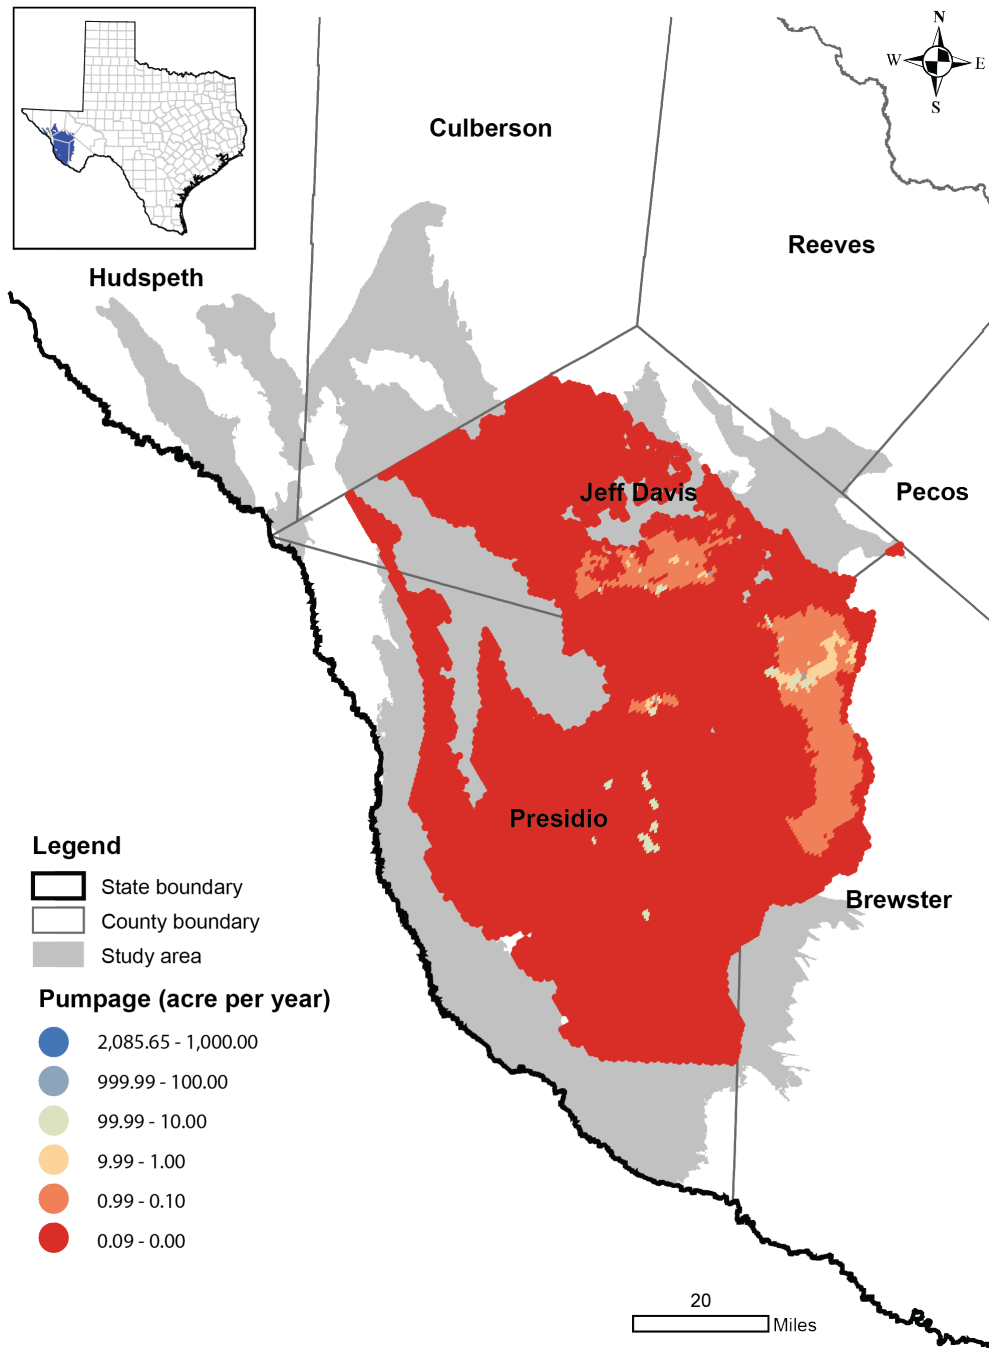 N
W
E
S
Culberson
Reeves
Hudspeth
Jeff Davis
Pecos
Presidio
Brewster
Legend
State boundary
County boundary
Study area
Pumpage (acre per year)
2,085.65 - 1,000.00
999.99 - 100.00
99.99 - 10.00
9.99 - 1.00
0.99 - 0.10
0.09 - 0.00
20
Miles